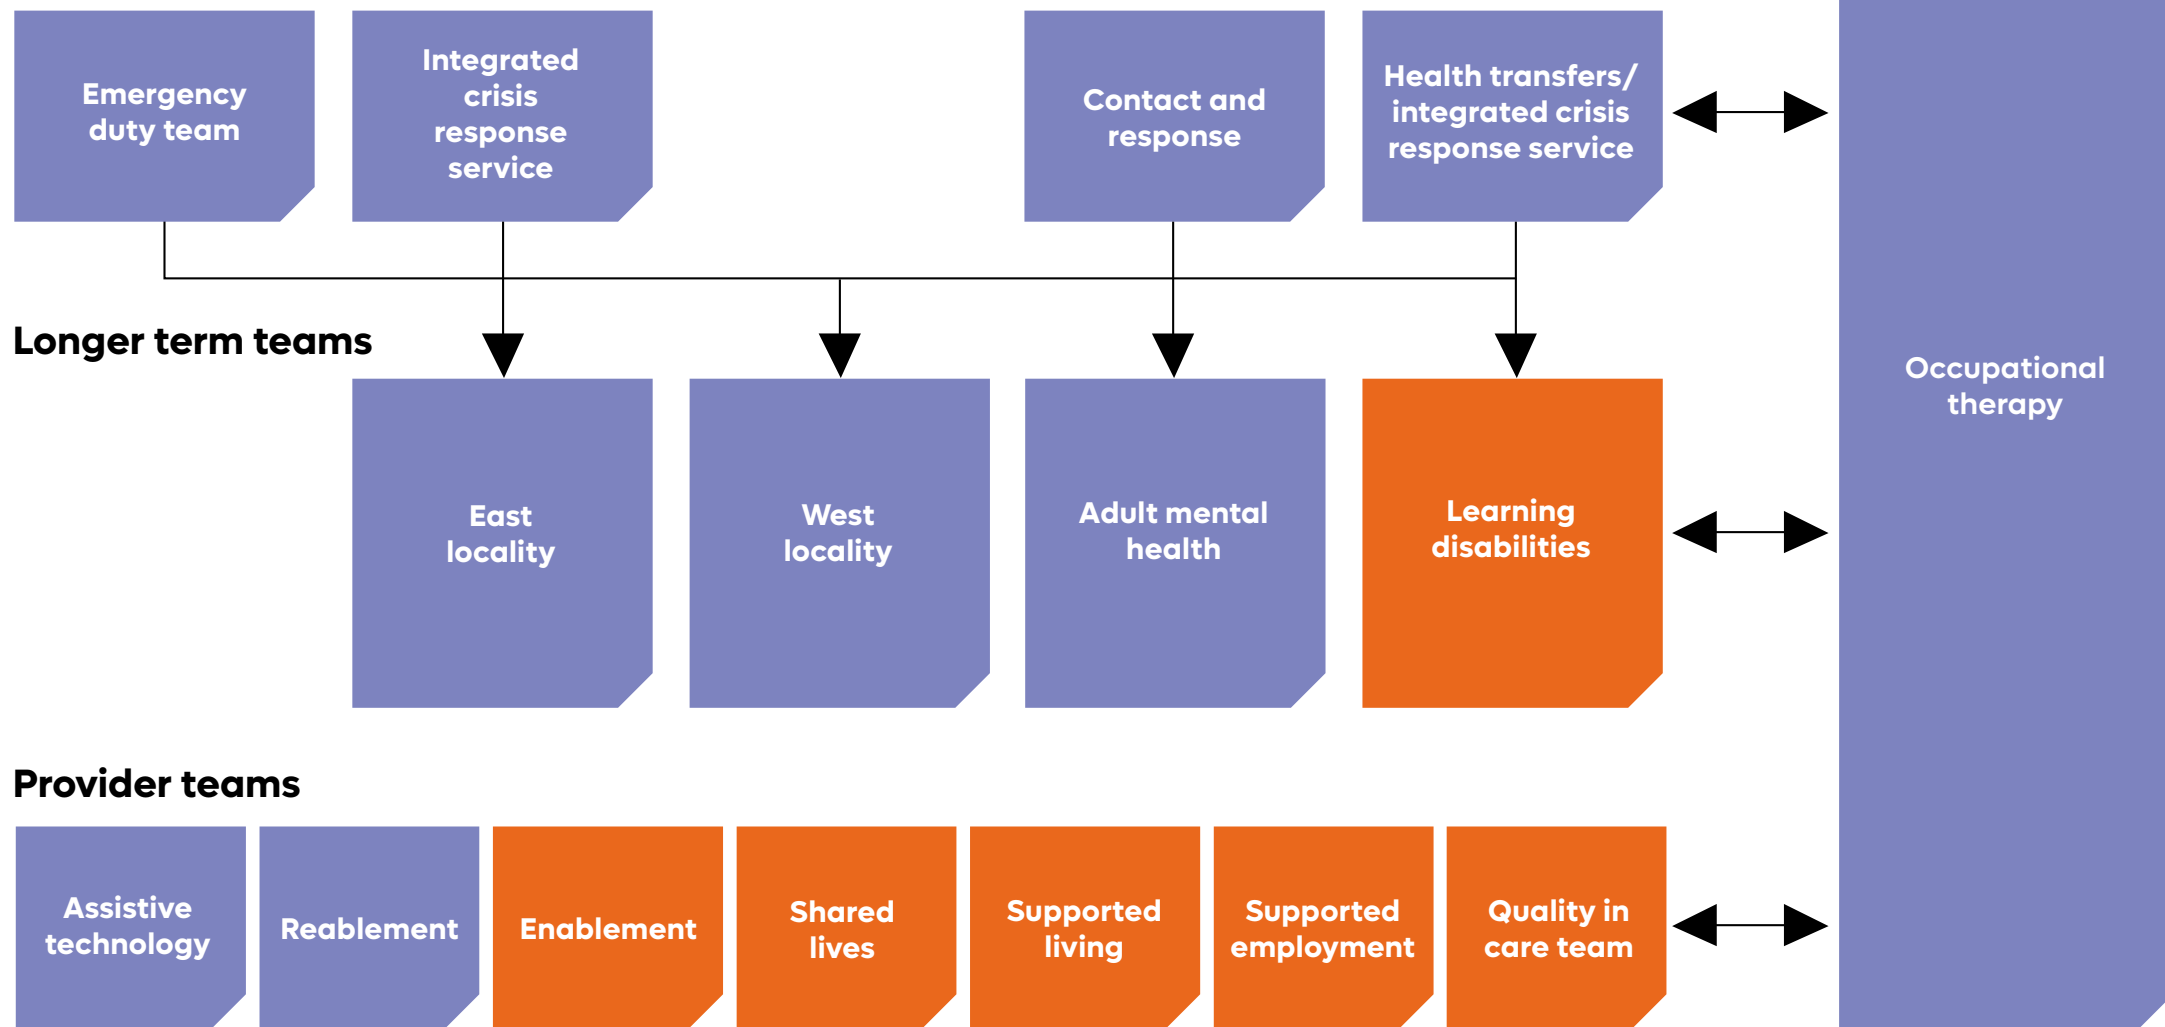 Emergency
duty team
Integrated
crisis
response
service
Contact and
response
Health transfers/
integrated crisis
response service
Occupational
therapy
Longer term teams
East
locality
West
locality
Adult mental
health
Learning
disabilities
Provider teams
Assistive
technology
Reablement
Enablement
Shared
lives
Supported
living
Supported
employment
Quality in
care team